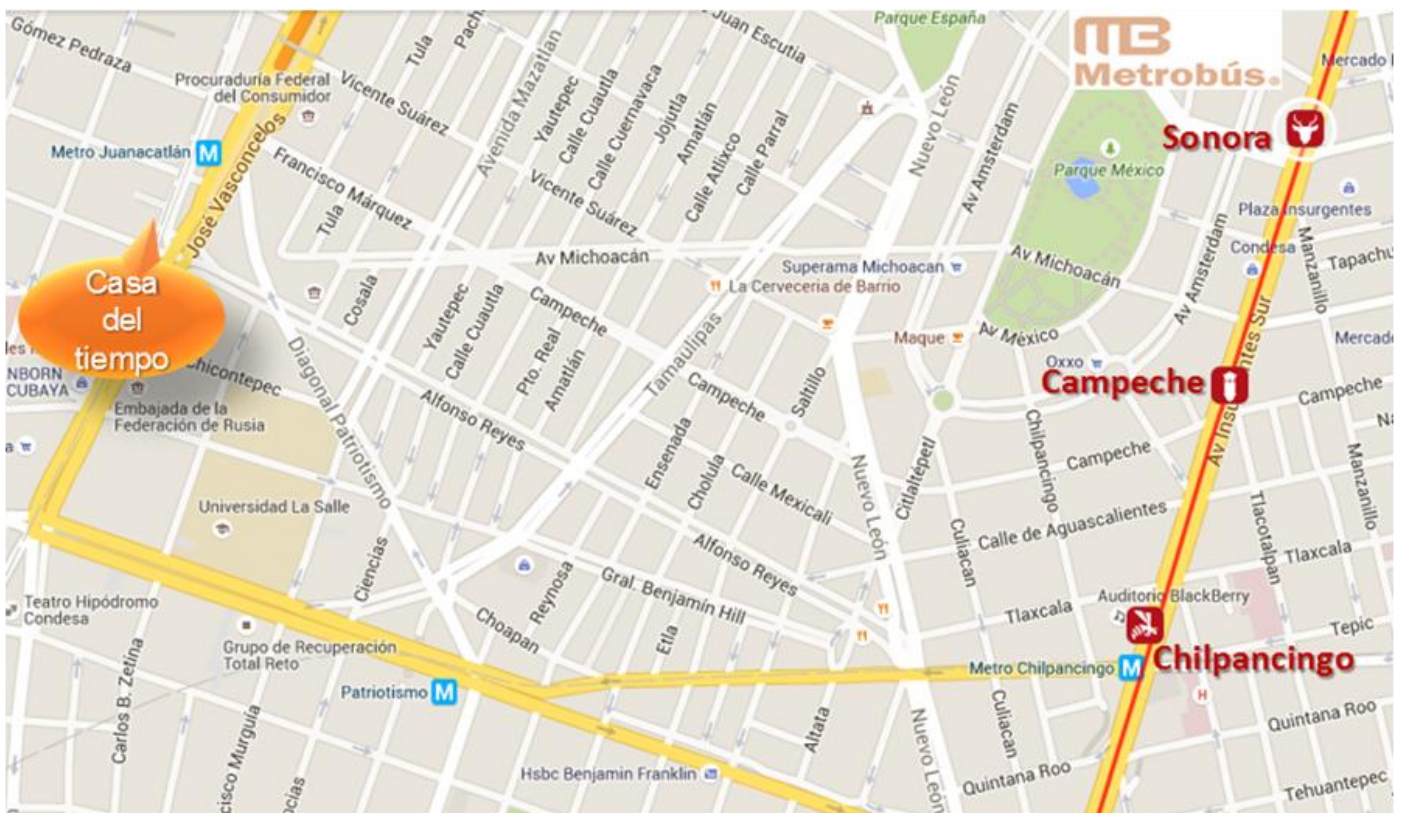 Gómez Pedraza
Tula
Pach
Avenida Mazatlan
Juan Escutia
Parque España
MB
Metrobús.
Mercado
Procuraduría Federal
del Consumidor
Vicente Suárez
Yautepec
Calle Cuautla
Calle Cuernavaca
Jojutla
Amatlán
Calle Atlixco
Calle Parral
Nuevo León
Av Amsterdam
Sonora
Metro Juanacatlán M
José Vasconcelos
Francisco Márquez
Vicente Suárez
Parque México
Plaza Insurgentes
Tula
Av Michoacán
Superama Michoacan
Av Michoacán
Condesa
Manzanillo
Tapachu
La Cerveceria de Barrio
Av Amsterdam
Casa
del
tiempo
Cosala
Yautepec
Calle Cuautla
Campeche
Tamaulipas
Maque
Av México
Oxxo
Mercad
NBORN
CUBAYA
Chicontepec
Diagonal Patriotismo
Pto. Real
Amatlán
Campeche
Saltillo
Campeche
Av Insurgentes Sur
Campeche
Embajada de la
Federación de Rusia
Alfonso Reyes
Ensenada
Cholula
Calle Mexicali
Nuevo León
Citlaltépetl
Chilpancingo
Campeche
Manzanillo
Universidad La Salle
Culiacan
Calle de Aguascalientes
Tlacotalpan
Tlaxcala
Alfonso Reyes
Ciencias
Reynosa
Gral. Benjamín Hill
Teatro Hipódromo
Condesa
Choapan
Etla
Tlaxcala
Auditorio BlackBerry
Tepic
Grupo de Recuperación
Total Reto
Carlos B. Zetina
Patriotismo M
Metro Chilpancingo M
Chilpancingo
H
cisco Murguía
Altata
Nuevo León
Culiacan
Quintana Roo
Hsbc Benjamin Franklin
Quintana Roo
Tehuantepec
ocias